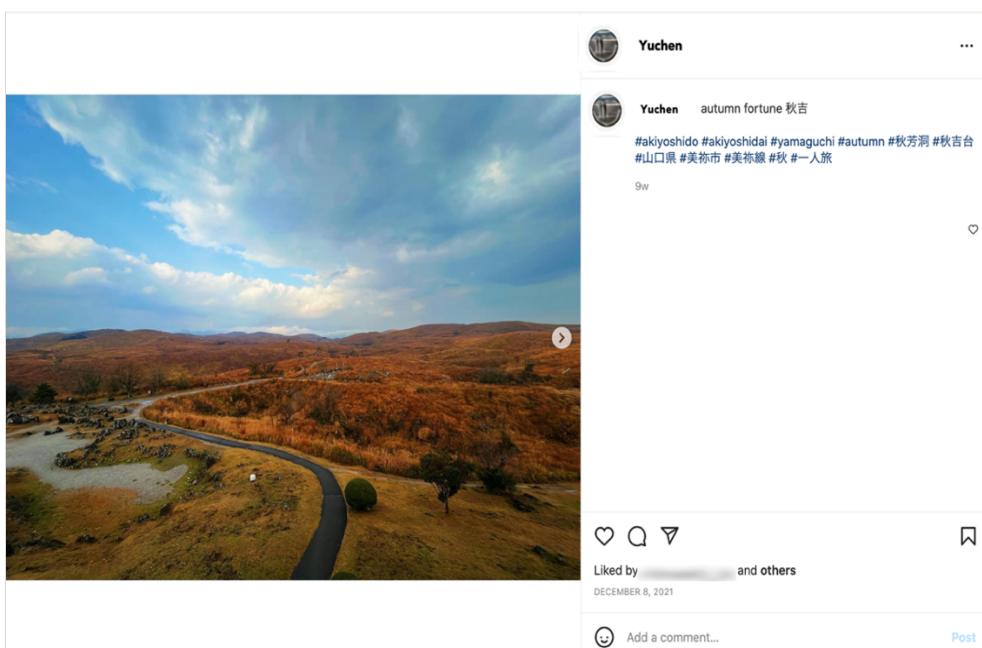 Yuchen
Yuchen autumn fortune 秋吉
#akiyoshido #akiyoshidai #yamaguchi #autumn #秋芳洞 #秋吉台
#山口県 #美祢市 #美祢線 #秋 #一人旅
9w
Liked by and others
DECEMBER 8, 2021
Add a comment... Post